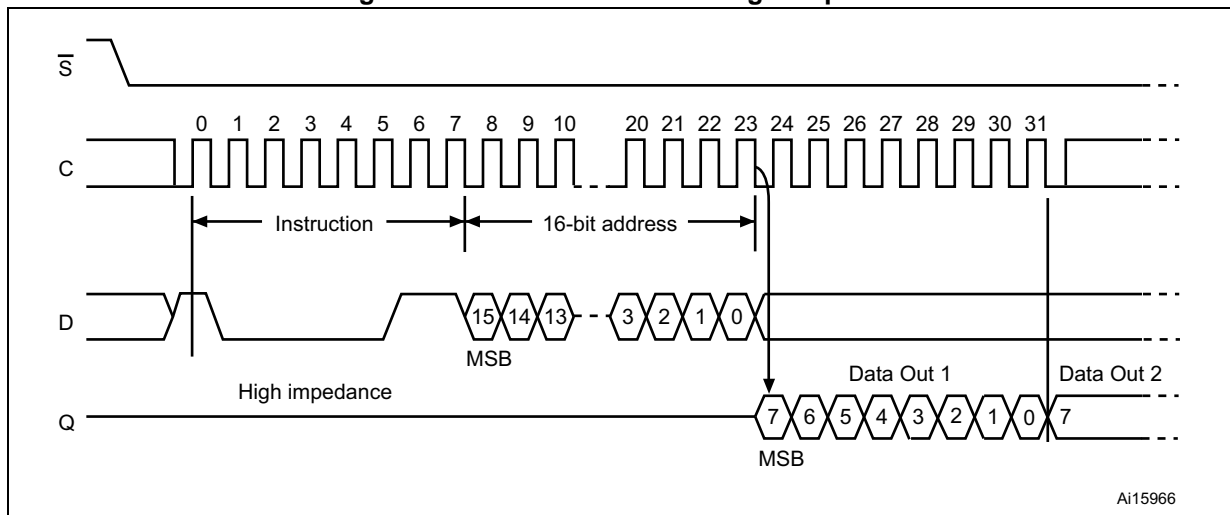 S
0 1 2 3 4 5 6 7 8 9 10 20 21 22 23 24 25 26 27 28 29 30 31
C
Instruction 16-bit address
D 15 14 13 3 2 1 0
MSB
High impedance Data Out 1 Data Out 2
Q 7 6 5 4 3 2 1 0 7
MSB
Ai15966